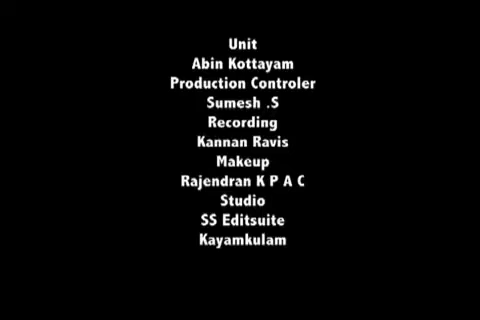 Unit
Abin Kottayam
Production Controler
Sumesh .S
Recording
Kannan Ravis
Makeup
Rajendran K P A C
Studio
SS Editsuite
Kayamkulam